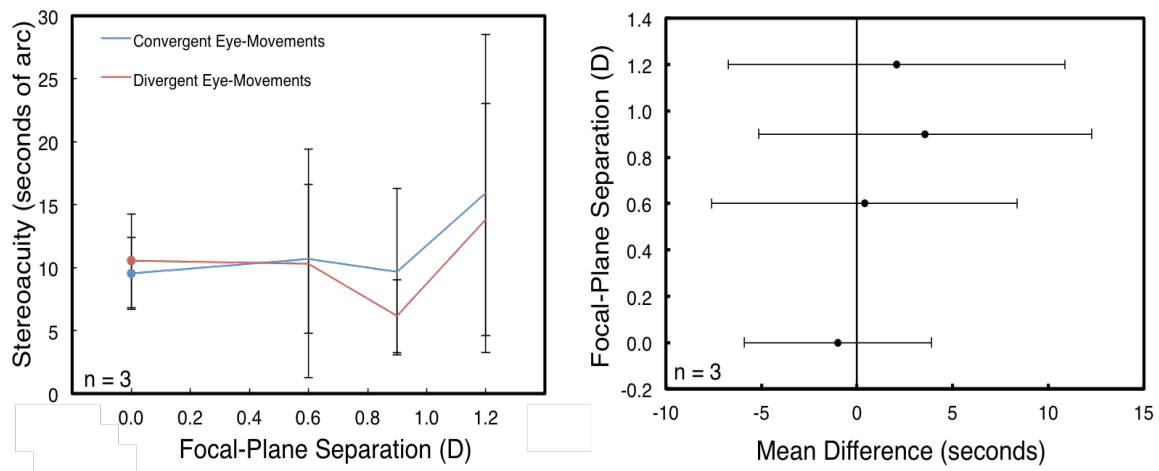 Stereoacuity (seconds of arc)
30
25
20
15
10
5
0
Convergent Eye-Movements
Divergent Eye-Movements
n = 3
0.0 0.2 0.4 0.6 0.8 1.0 1.2
Focal-Plane Separation (D)
Focal-Plane Separation (D)
1.4
1.2
1.0
0.8
0.6
0.4
0.2
0.0
-0.2
n = 3
-10 -5 0 5 10 15
Mean Difference (seconds)